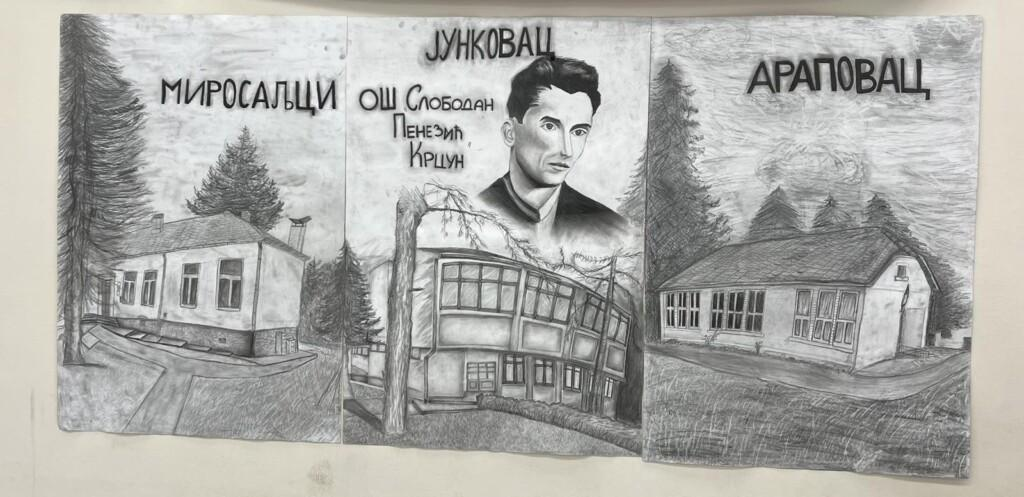 МИРОСАЉЦИ
ЈУНКОВАЦ
ОШ СЛОБОДАН
ПЕНЕЗИЋ
КРЦУН
АРАПОВАЦ